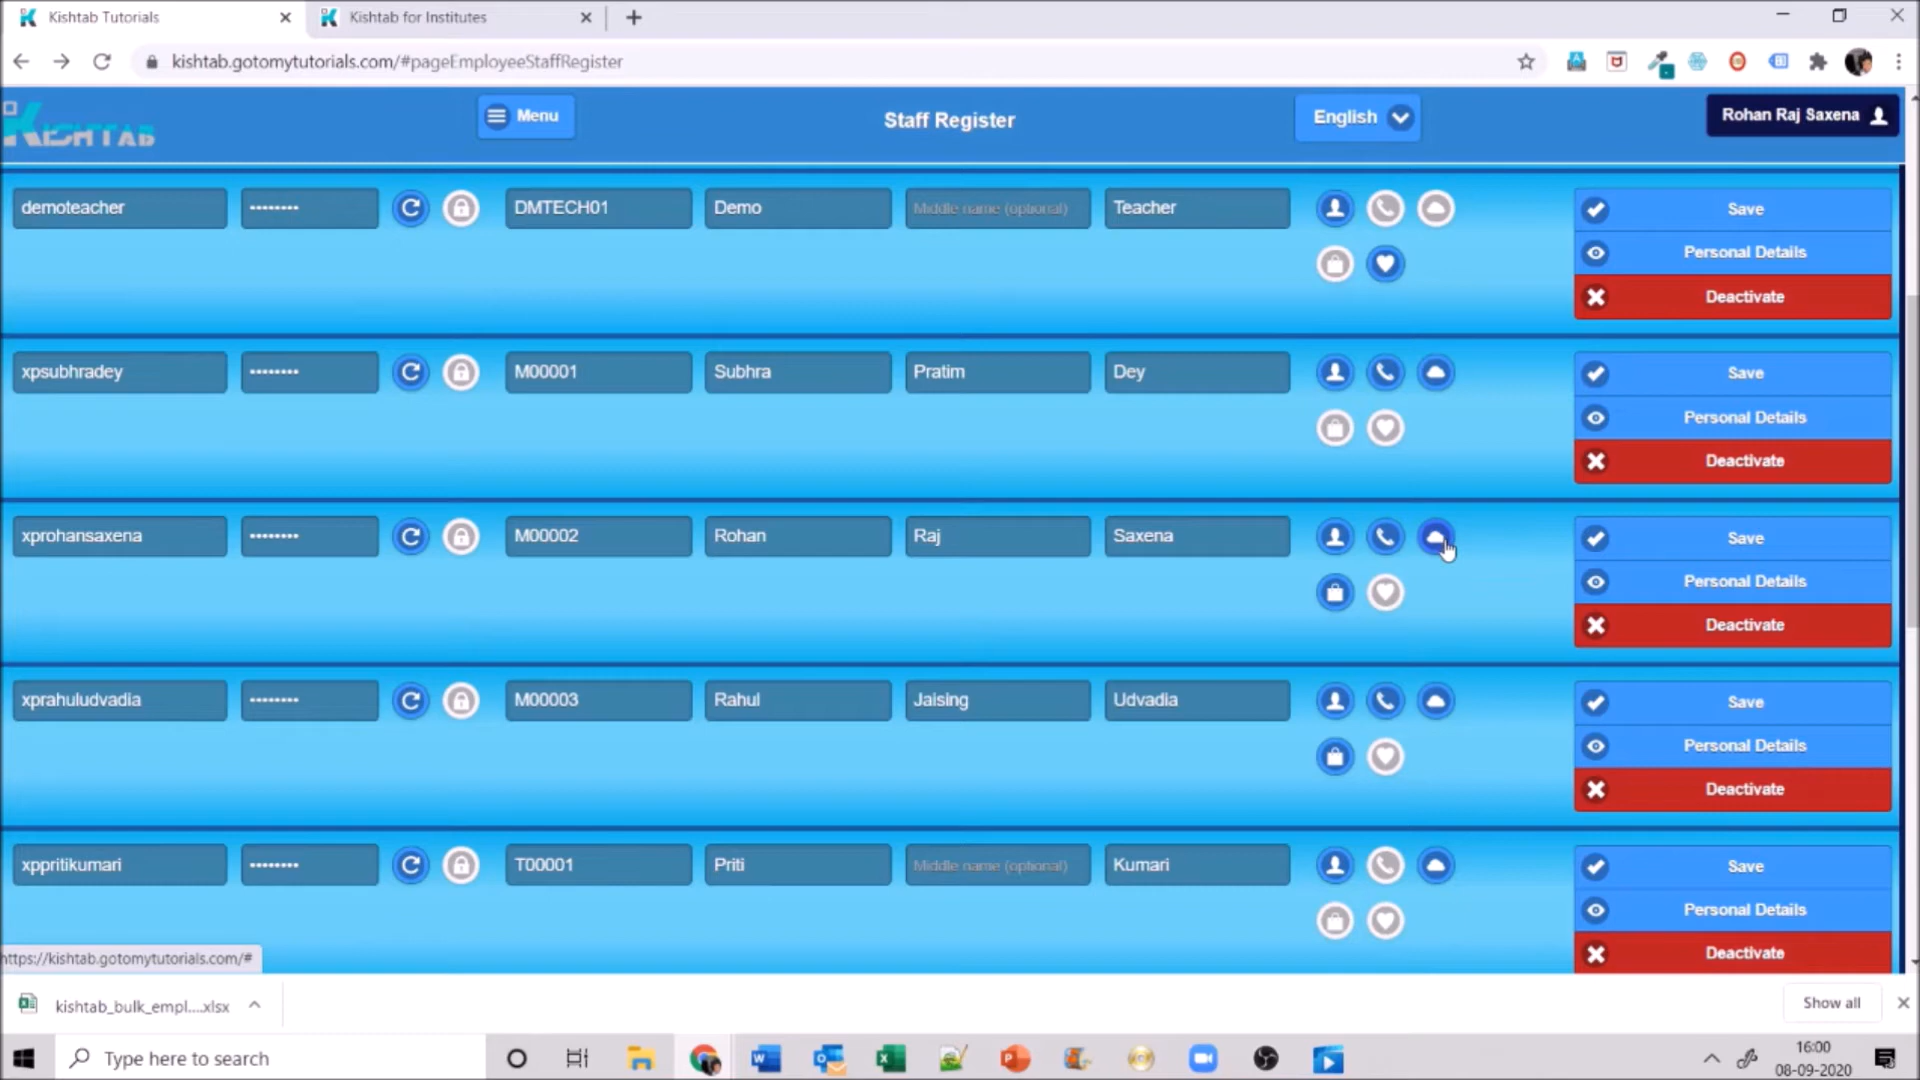 Kishtab Tutorials
Kishtab for Institutes
kishtab.gotomytutorials.com/#pageEmployeeStaffRegister
KISHTAB
Menu
Staff Register
English
Rohan Raj Saxena
demoteacher •••••••• DMTECH01 Demo Middle name (optional) Teacher
Save
Personal Details
Deactivate
xpsubhradey •••••••• M00001 Subhra Pratim Dey
Save
Personal Details
Deactivate
xprohansaxena •••••••• M00002 Rohan Raj Saxena
Save
Personal Details
Deactivate
xprahuludvadia •••••••• M00003 Rahul Jaising Udvadia
Save
Personal Details
Deactivate
xppritikumari •••••••• T00001 Priti Middle name (optional) Kumari
Save
Personal Details
Deactivate
https://kishtab.gotomytutorials.com/#
kishtab_bulk_empl....xlsx
Show all
Type here to search
16:00
08-09-2020